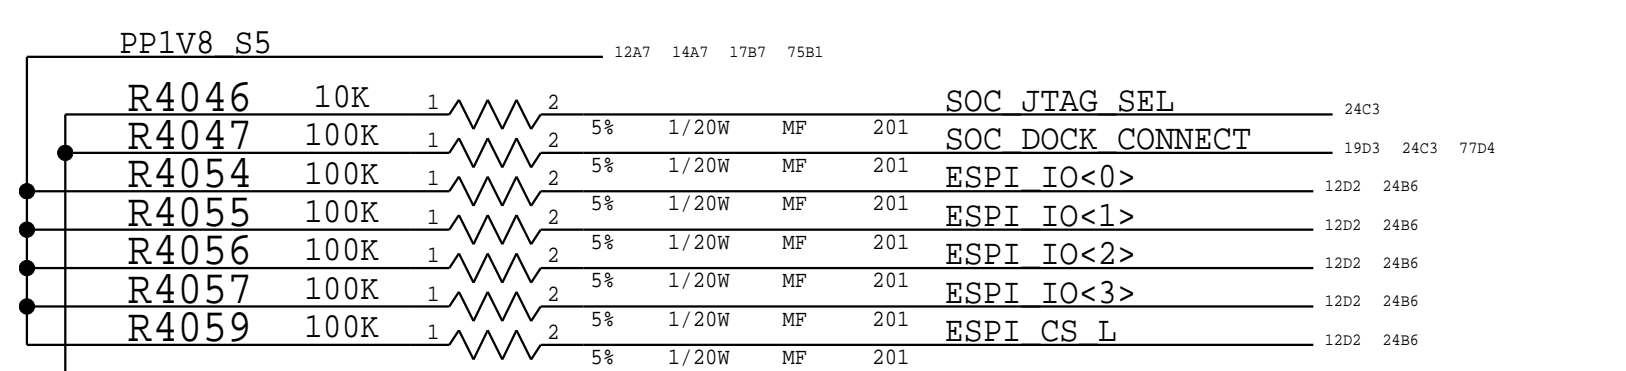 PP1V8_S5 12A7 14A7 17B7 75B1
R4046 10K 1 2 SOC_JTAG_SEL 24C3
5% 1/20W MF 201
R4047 100K 1 2 SOC_DOCK_CONNECT 19D3 24C3 77D4
5% 1/20W MF 201
R4054 100K 1 2 ESPI_IO<0> 12D2 24B6
5% 1/20W MF 201
R4055 100K 1 2 ESPI_IO<1> 12D2 24B6
5% 1/20W MF 201
R4056 100K 1 2 ESPI_IO<2> 12D2 24B6
5% 1/20W MF 201
R4057 100K 1 2 ESPI_IO<3> 12D2 24B6
5% 1/20W MF 201
R4059 100K 1 2 ESPI_CS_L 12D2 24B6
5% 1/20W MF 201